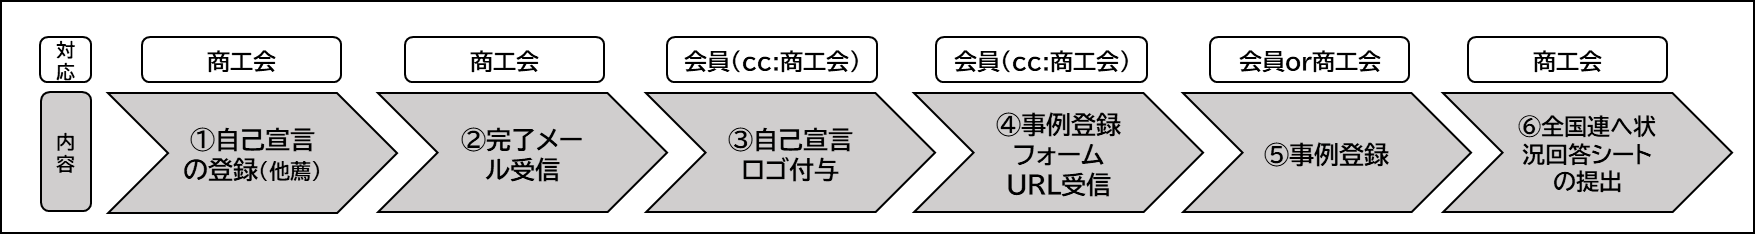 対
応
商工会
商工会
会員(cc:商工会)
会員(cc:商工会)
会員or商工会
商工会
内
容
①自己宣言
の登録(他薦)
②完了メー
ル受信
③自己宣言
ロゴ付与
④事例登録
フォーム
URL受信
⑤事例登録
⑥全国連へ状
況回答シート
の提出